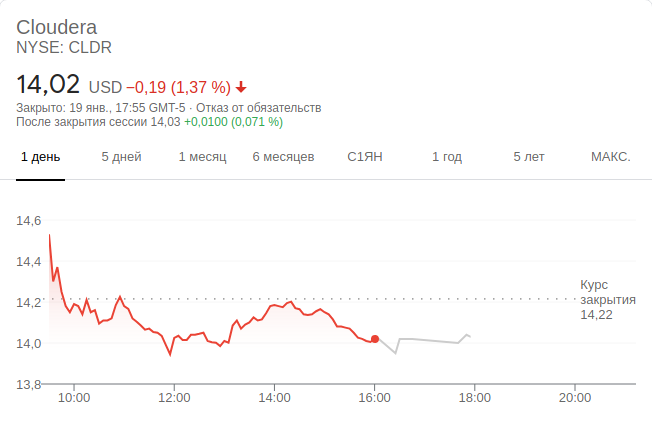 Cloudera
NYSE: CLDR
14,02 USD −0,19 (1,37 %)
Закрыто: 19 янв., 17:55 GMT-5 · Отказ от обязательств
После закрытия сессии 14,03 +0,0100 (0,071 %)
1 день 5 дней 1 месяц 6 месяцев С1ЯН 1 год 5 лет МАКС.
14,6
14,4
14,2
14,0
13,8
Курс
закрытия
14,22
10:00 12:00 14:00 16:00 18:00 20:00